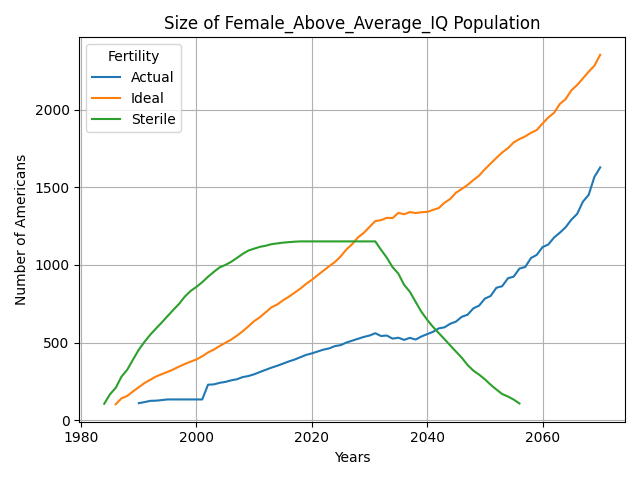 Size of Female_Above_Average_IQ Population
Fertility
Actual
Ideal
Sterile
Number of Americans
2000
1500
1000
500
0
1980
2000
2020
2040
2060
Years